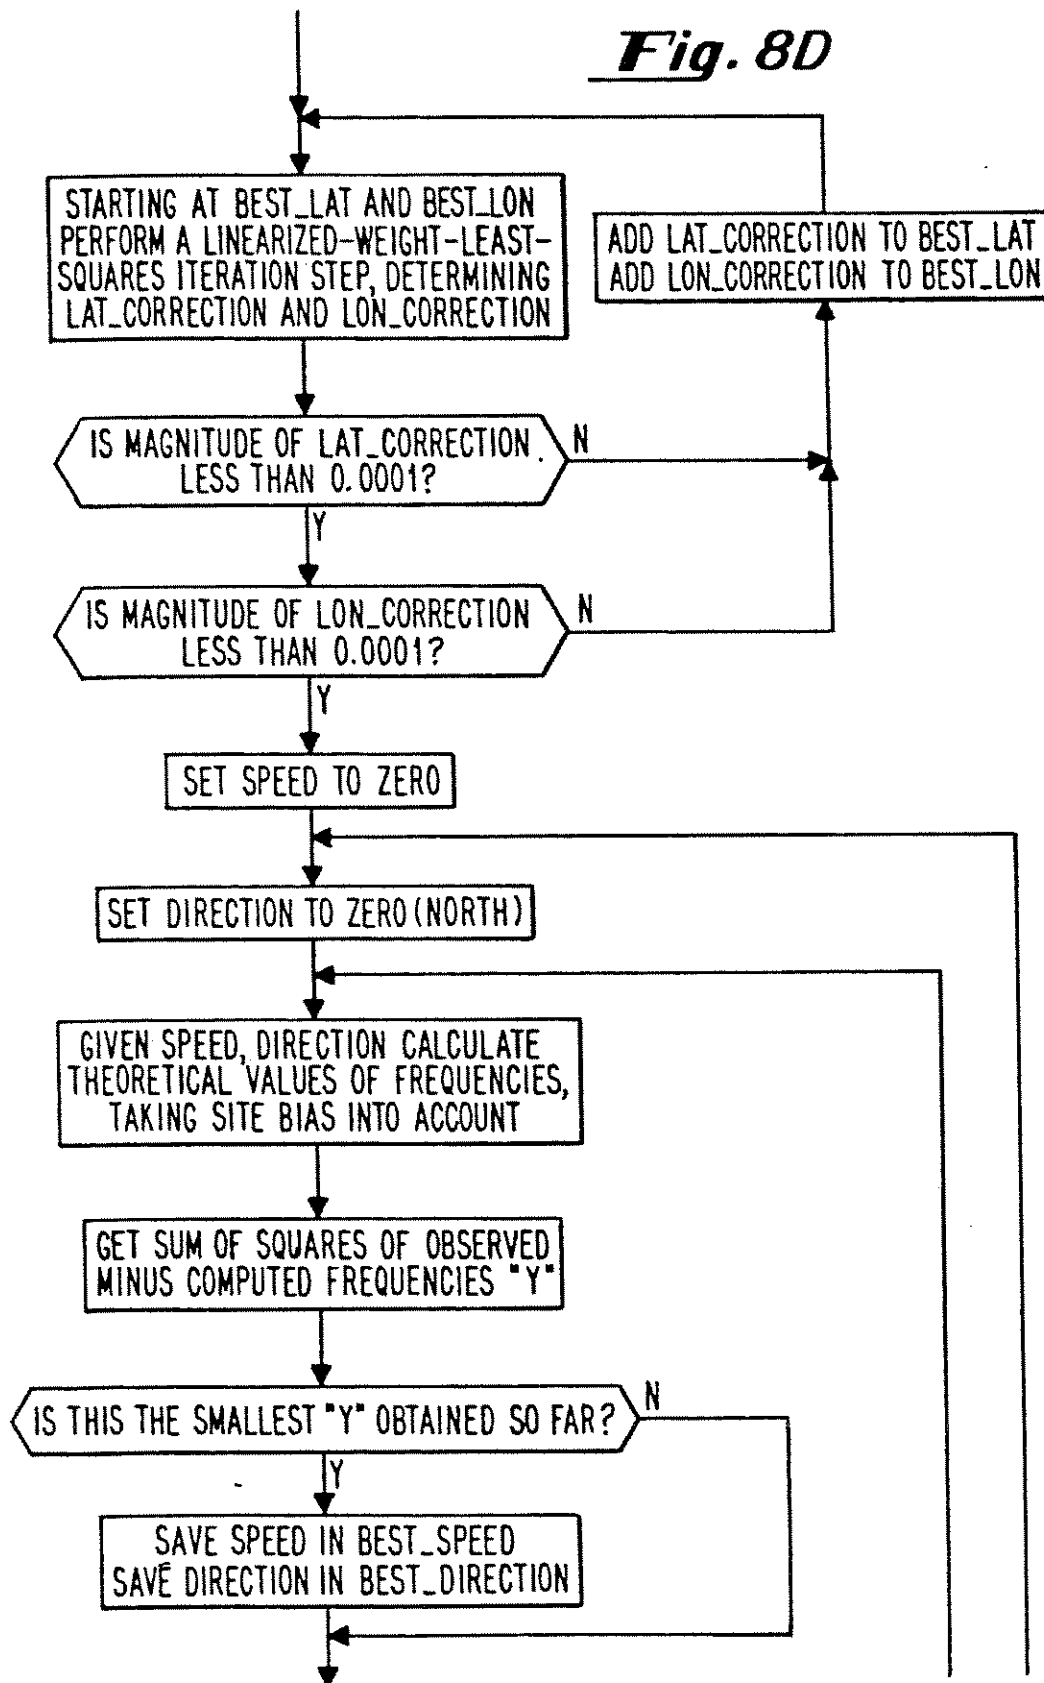 Fig. 8D
STARTING AT BEST_LAT AND BEST_LON
PERFORM A LINEARIZED-WEIGHT-LEAST-
SQUARES ITERATION STEP, DETERMINING
LAT_CORRECTION AND LON_CORRECTION
ADD LAT_CORRECTION TO BEST_LAT
ADD LON_CORRECTION TO BEST_LON
IS MAGNITUDE OF LAT_CORRECTION
LESS THAN 0.0001?
N
Y
IS MAGNITUDE OF LON_CORRECTION
LESS THAN 0.0001?
N
Y
SET SPEED TO ZERO
SET DIRECTION TO ZERO (NORTH)
GIVEN SPEED, DIRECTION CALCULATE
THEORETICAL VALUES OF FREQUENCIES,
TAKING SITE BIAS INTO ACCOUNT
GET SUM OF SQUARES OF OBSERVED
MINUS COMPUTED FREQUENCIES "Y"
IS THIS THE SMALLEST "Y" OBTAINED SO FAR?
N
Y
SAVE SPEED IN BEST_SPEED
SAVE DIRECTION IN BEST_DIRECTION